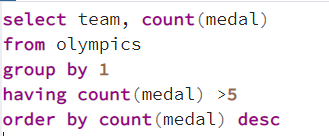 select team, count(medal)
from olympics
group by 1
having count(medal) >5
order by count(medal) desc